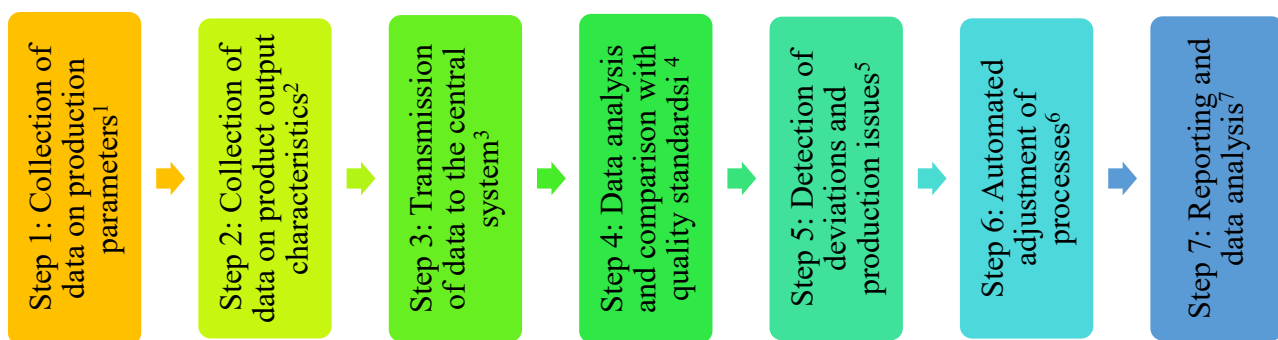 Step 1: Collection of
data on production
parameters¹
Step 2: Collection of
data on product output
characteristics²
Step 3: Transmission
of data to the central
system³
Step 4: Data analysis
and comparison with
quality standardsi ⁴
Step 5: Detection of
deviations and
production issues⁵
Step 6: Automated
adjustment of
processes⁶
Step 7: Reporting and
data analysis⁷